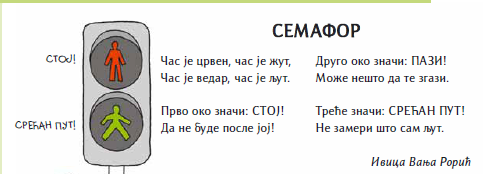 СЕМАФОР
СТОЈ!
СРЕЋАН ПУТ!
Час је црвен, час је жут,
Час је ведар, час је љут.
Прво око значи: СТОЈ!
Да не буде после јој!
Друго око значи: ПАЗИ!
Може нешто да те згази.
Треће значи: СРЕЋАН ПУТ!
Не замери што сам љут.
Ивица Вања Рорић